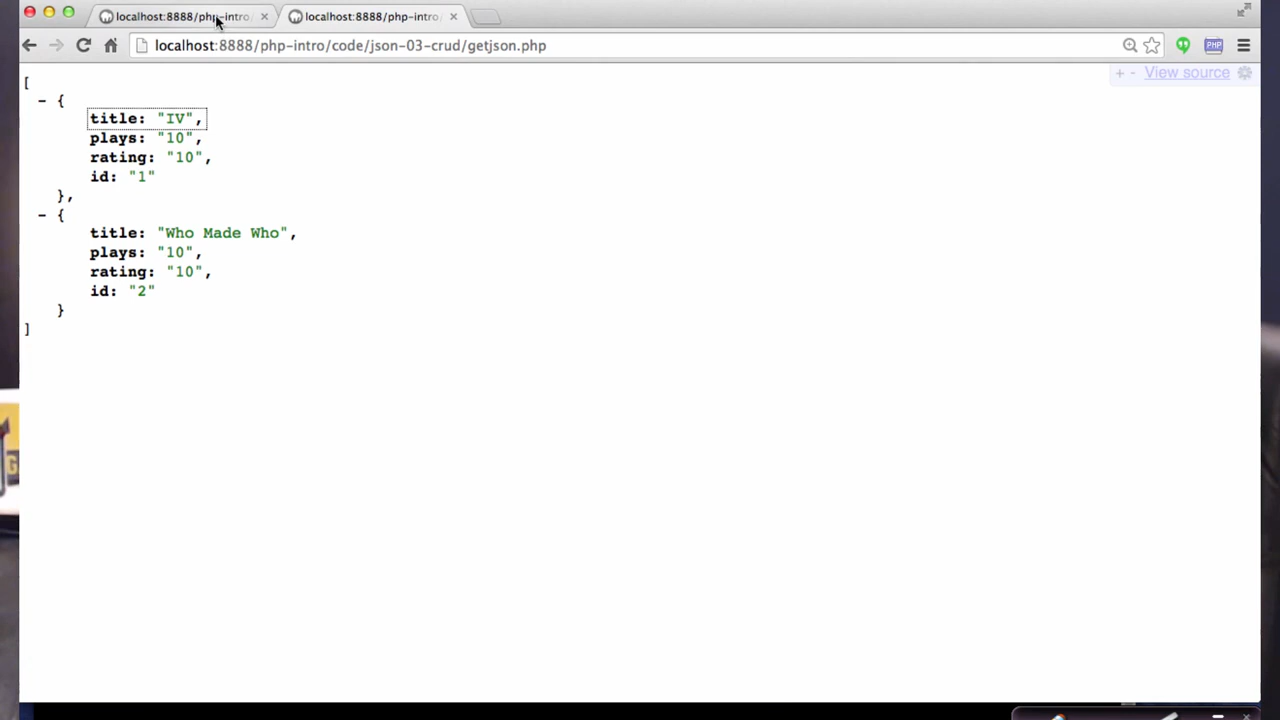 localhost:8888/php-intro/
localhost:8888/php-intro/
localhost:8888/php-intro/code/json-03-crud/getjson.php
PHP
+ - View source
[
- {
title: "IV",
plays: "10",
rating: "10",
id: "1"
},
- {
title: "Who Made Who",
plays: "10",
rating: "10",
id: "2"
}
]